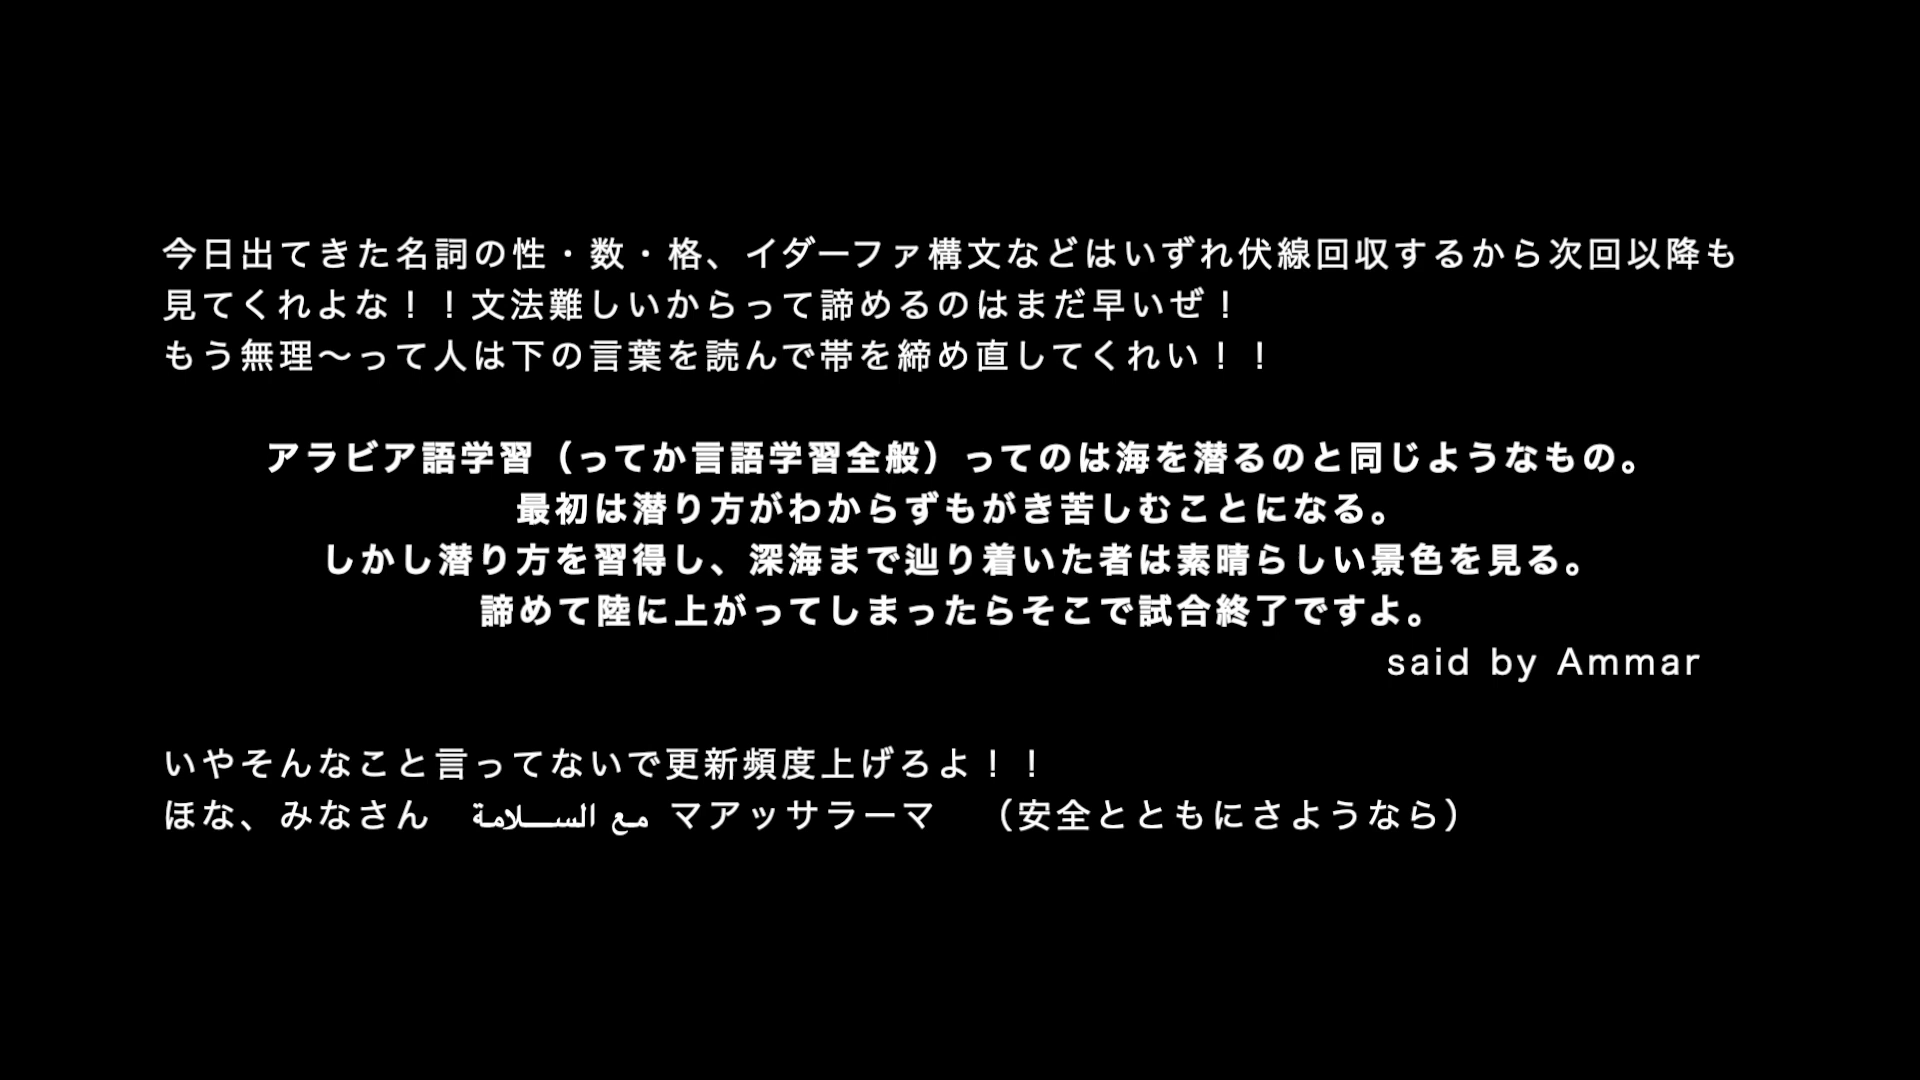 今日出てきた名詞の性・数・格、イダーファ構文などはいずれ伏線回収するから次回以降も
見てくれよな！！文法難しいからって諦めるのはまだ早いぜ！
もう無理〜って人は下の言葉を読んで帯を締め直してくれい！！
アラビア語学習（ってか言語学習全般）ってのは海を潜るのと同じようなもの。
最初は潜り方がわからずもがき苦しむことになる。
しかし潜り方を習得し、深海まで辿り着いた者は素晴らしい景色を見る。
諦めて陸に上がってしまったらそこで試合終了ですよ。
said by Ammar
いやそんなこと言ってないで更新頻度上げろよ！！
ほな、みなさん　مـع الســـلامـة マアッサラーマ　（安全とともにさようなら）